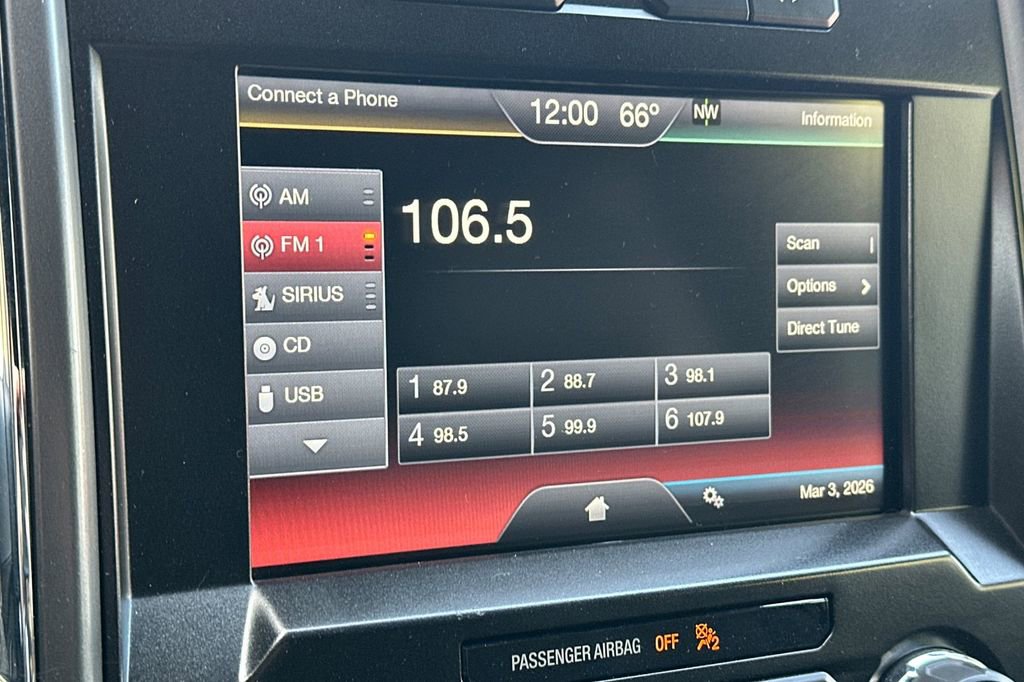 Connect a Phone
12:00 66°
NW
Information
AM
FM 1
SIRIUS
CD
USB
106.5
Scan
Options
Direct Tune
1 87.9
2 88.7
3 98.1
4 98.5
5 99.9
6 107.9
Mar 3, 2026
PASSENGER AIRBAG OFF 2